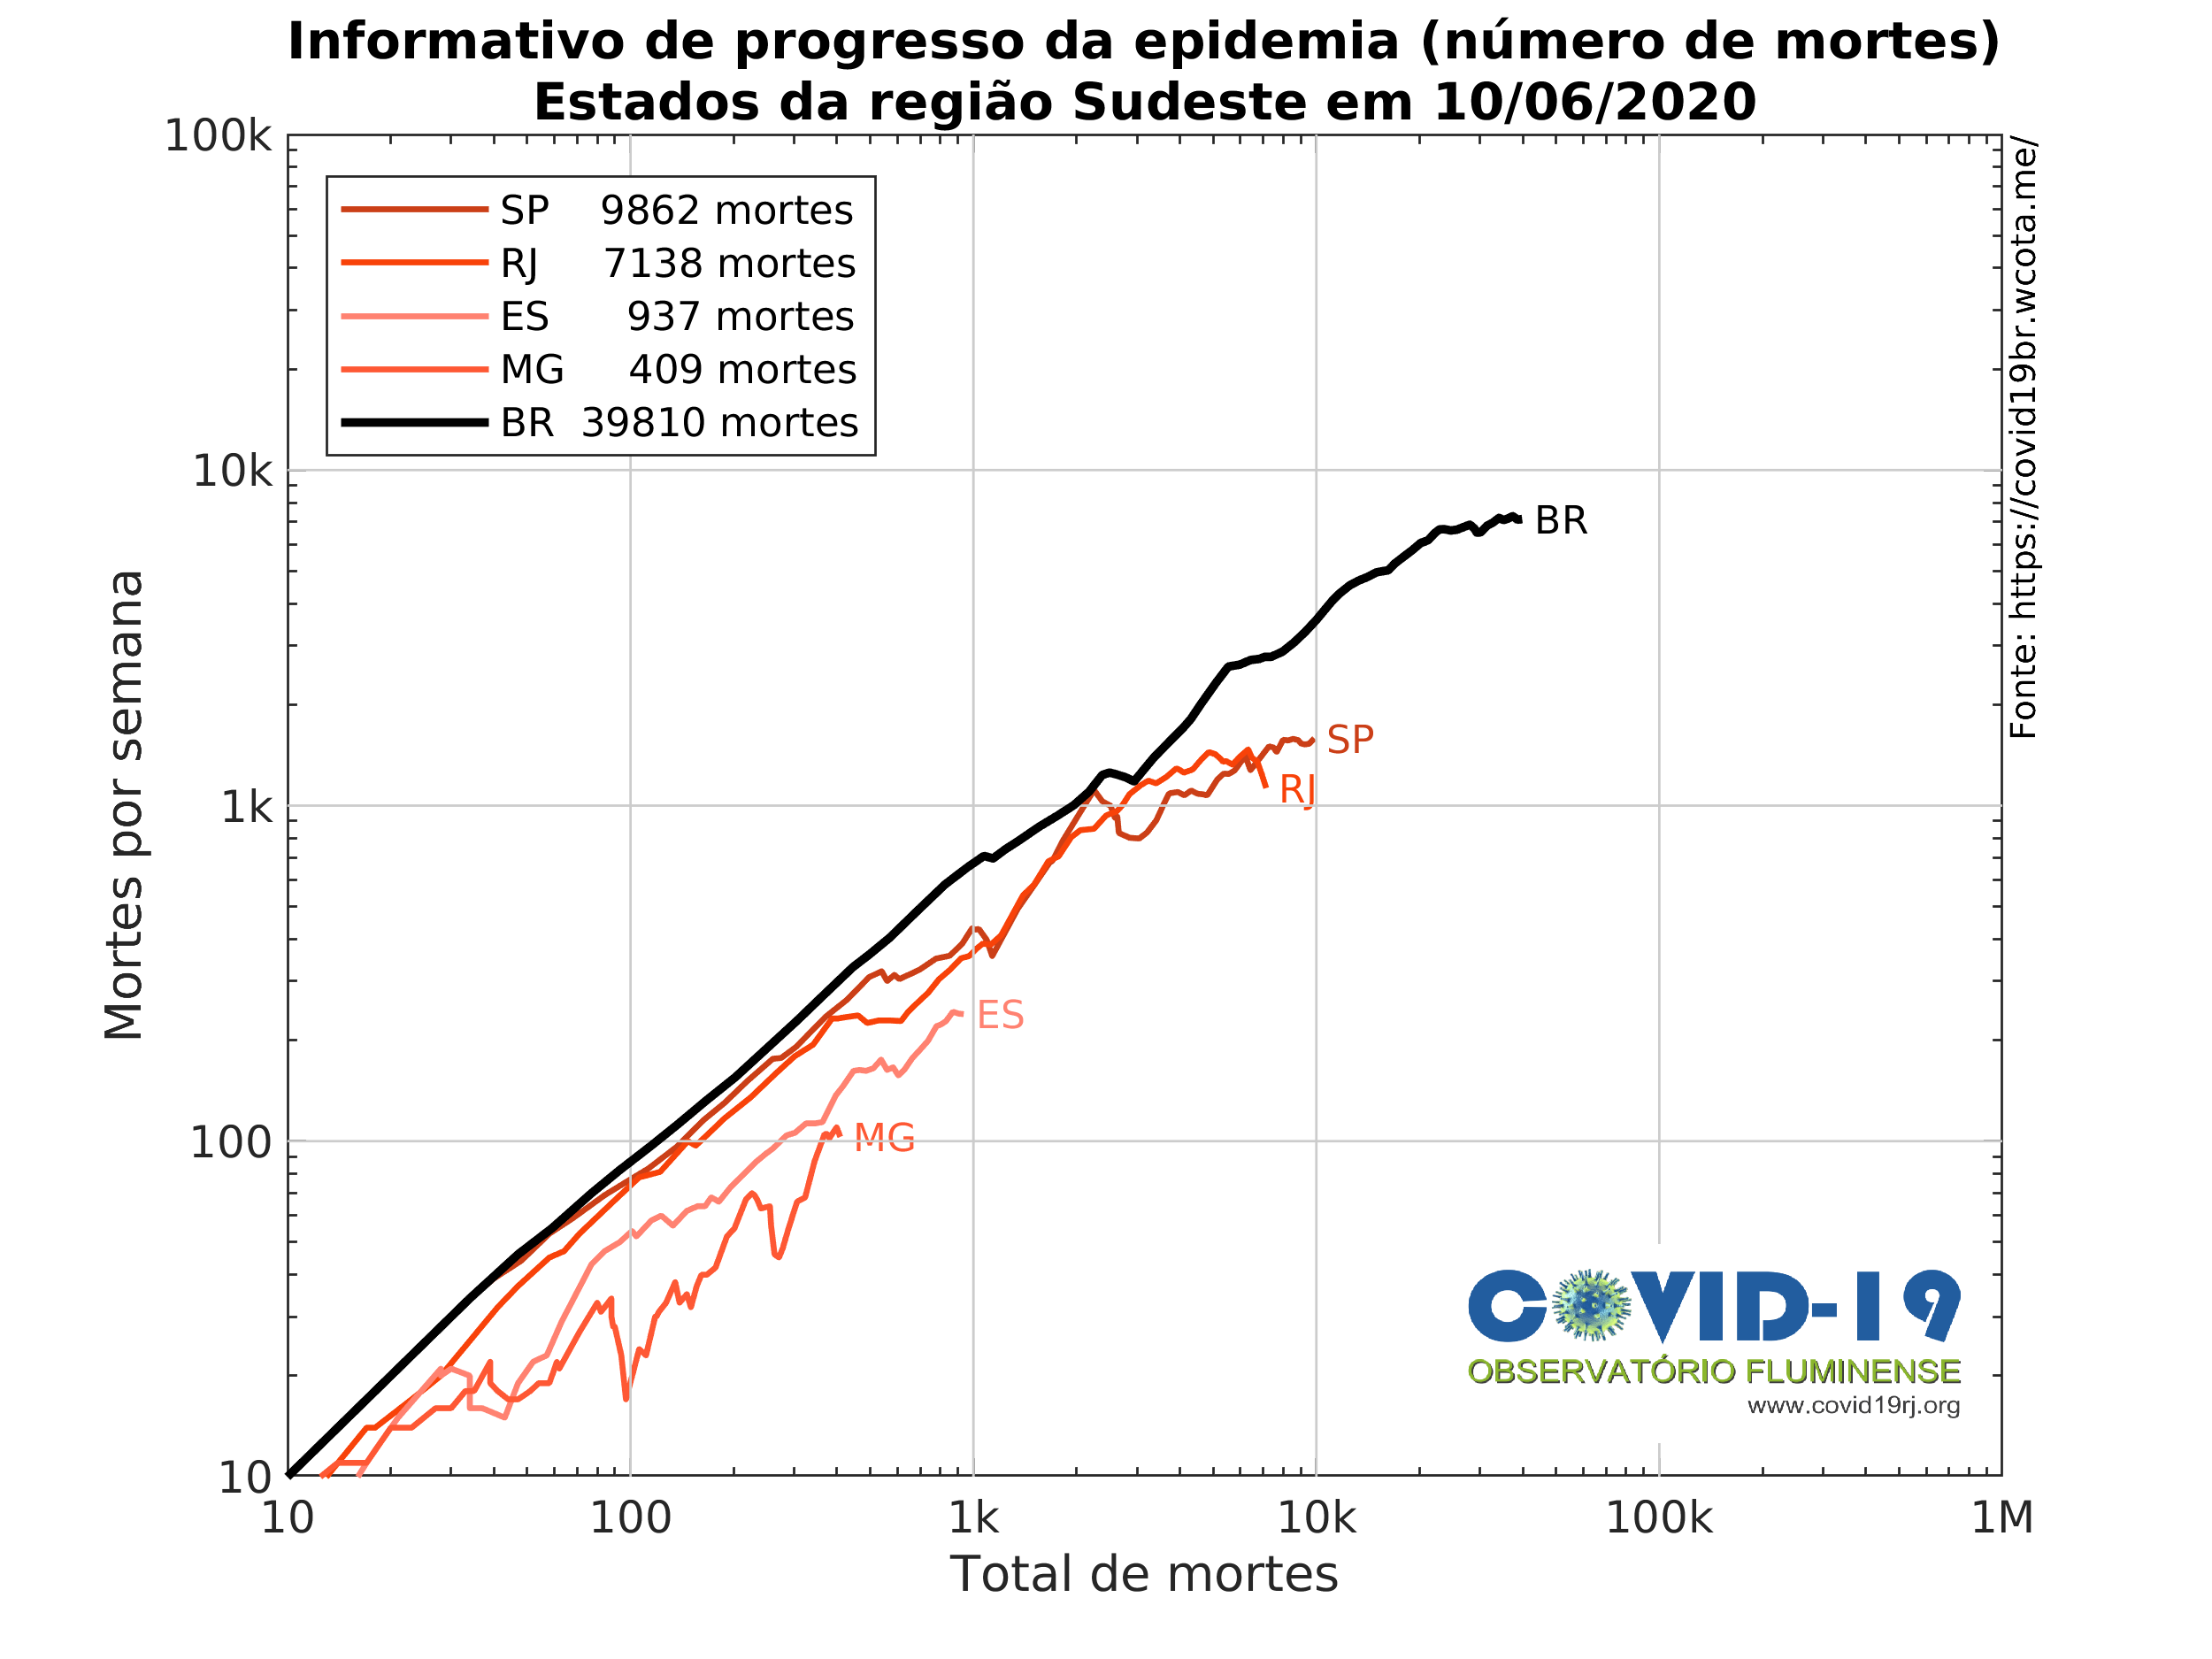 Informativo de progresso da epidemia (número de mortes)
Estados da região Sudeste em 10/06/2020
100k
10k
1k
100
10
Mortes por semana
SP 9862 mortes
RJ 7138 mortes
ES 937 mortes
MG 409 mortes
BR 39810 mortes
BR
SP
RJ
ES
MG
Fonte: https://covid19br.wcota.me/
COVID-19
OBSERVATÓRIO FLUMINENSE
www.covid19rj.org
10 100 1k 10k 100k 1M
Total de mortes